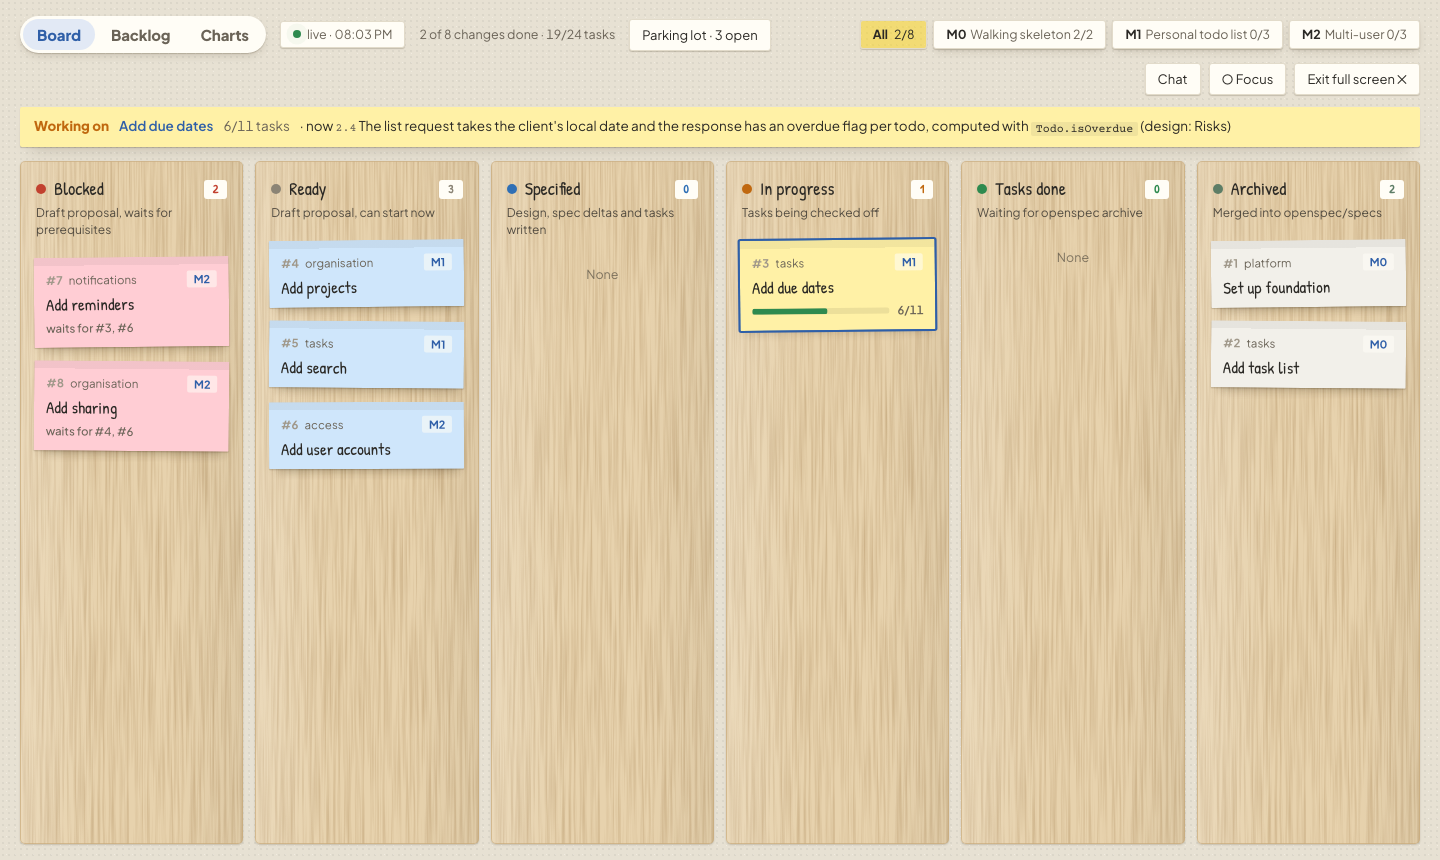 Board Backlog Charts
live · 08:03 PM
2 of 8 changes done · 19/24 tasks
Parking lot · 3 open
All 2/8
M0 Walking skeleton 2/2
M1 Personal todo list 0/3
M2 Multi-user 0/3
Chat
Focus
Exit full screen
Working on Add due dates 6/11 tasks · now 2.4 The list request takes the client's local date and the response has an overdue flag per todo, computed with Todo.isOverdue (design: Risks)
Blocked 2
Draft proposal, waits for
prerequisites
#7 notifications M2
Add reminders
waits for #3, #6
#8 organisation M2
Add sharing
waits for #4, #6
Ready 3
Draft proposal, can start now
#4 organisation M1
Add projects
#5 tasks M1
Add search
#6 access M2
Add user accounts
Specified 0
Design, spec deltas and tasks
written
None
In progress 1
Tasks being checked off
#3 tasks M1
Add due dates
6/11
Tasks done 0
Waiting for openspec archive
None
Archived 2
Merged into openspec/specs
#1 platform M0
Set up foundation
#2 tasks M0
Add task list